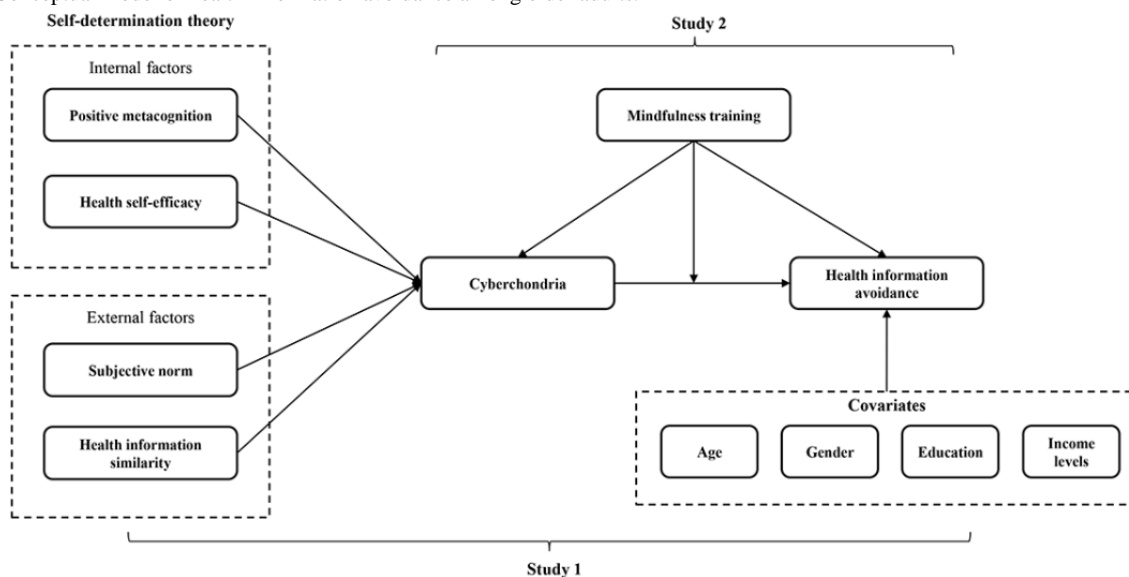 Self-determination theory
Internal factors
Positive metacognition
Health self-efficacy
External factors
Subjective norm
Health information
similarity
Study 2
Mindfulness training
Cyberchondria
Health information
avoidance
Covariates
Age
Gender
Education
Income
levels
Study 1